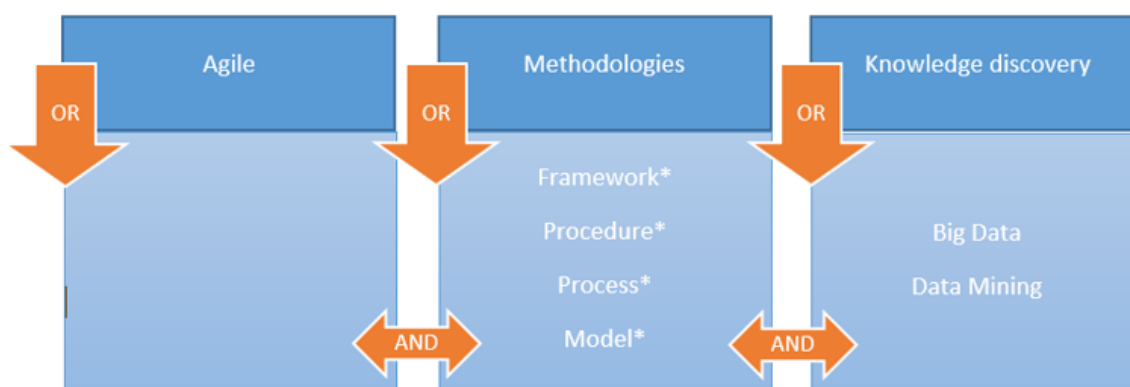 Agile
Methodologies
Knowledge discovery
OR
OR
OR
Framework*
Procedure*
Process*
Model*
Big Data
Data Mining
AND
AND